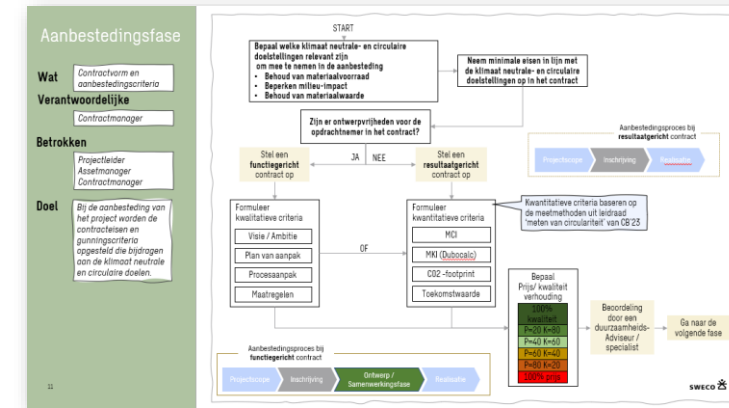 Aanbestedingsfase
Wat
Contractvorm en
aanbestedingscriteria
Verantwoordelijke
Contractmanager
Betrokken
Projectleider
Assetmanager
Contractmanager
Doel
Bij de aanbesteding van
het project worden de
contracteisen en
gunningscriteria
opgesteld die bijdragen
aan de klimaat neutrale
en circulaire doelen.
11
START
Bepaal welke klimaat neutrale- en circulaire
doelstellingen relevant zijn
om mee te nemen in de aanbesteding
• Behoud van materiaalvoorraad
• Beperken milieu-impact
• Behoud van materiaalwaarde
Neem minimale eisen in lijn met
de klimaat neutrale- en circulaire
doelstellingen op in het contract
Zijn er ontwerpvrijheden voor de
opdrachtnemer in het contract?
JA
NEE
Stel een
functiegericht
contract op
Stel een
resultaatgericht
contract op
Aanbestedingsproces bij
resultaatgericht contract
Projectscope
Inschrijving
Realisatie
Formuleer
kwalitatieve criteria
Visie / Ambitie
Plan van aanpak
Procesaanpak
Maatregelen
OF
Formuleer
kwantitatieve criteria
MCI
MKI (Dubocalc)
CO2 -footprint
Toekomstwaarde
Kwantitatieve criteria baseren op
de meetmethoden uit leidraad
'meten van circulariteit' van CB'23
Bepaal
Prijs/ kwaliteit
verhouding
100%
kwaliteit
P=20 K=80
P=40 K=60
P=60 K=40
P=80 K=20
100% prijs
Beoordeling
door een
duurzaamheids-
Adviseur /
specialist
Ga naar de
volgende fase
Aanbestedingsproces bij
functiegericht contract
Projectscope
Inschrijving
Ontwerp /
Samenwerkingsfase
Realisatie
SWECO